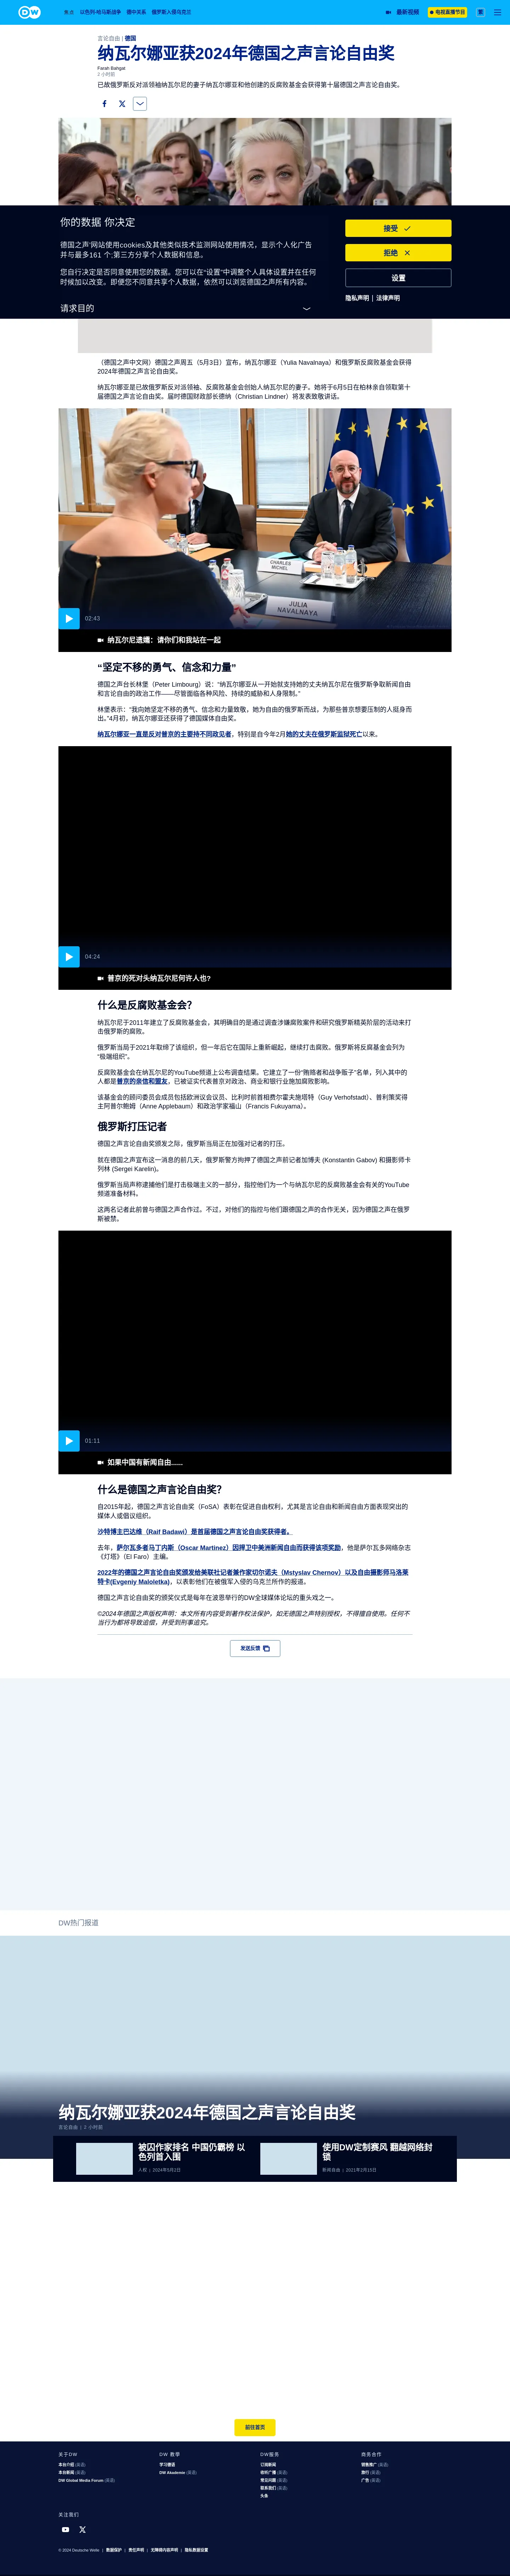 DW
焦点
以色列-哈马斯战争
德中关系
俄罗斯入侵乌克兰
最新视频
电视直播节目
繁
言论自由 | 德国
纳瓦尔娜亚获2024年德国之声言论自由奖
Farah Bahgat
2 小时前
已故俄罗斯反对派领袖纳瓦尔尼的妻子纳瓦尔娜亚和他创建的反腐败基金会获得第十届德国之声言论自由奖。
你的数据 你决定
德国之声'网站使用cookies及其他类似技术监测网站使用情况，显示个人化广告
并与最多161 个;第三方分享个人数据和信息。
您自行决定是否同意使用您的数据。您可以在“设置”中调整个人具体设置并在任何
时候加以改变。即便您不同意共享个人数据，依然可以浏览德国之声所有内容。
请求目的
接受
拒绝
设置
隐私声明 | 法律声明
（德国之声中文网）德国之声周五（5月3日）宣布，纳瓦尔娜亚（Yulia Navalnaya）和俄罗斯反腐败基金会获得
2024年德国之声言论自由奖。
纳瓦尔娜亚是已故俄罗斯反对派领袖、反腐败基金会创始人纳瓦尔尼的妻子。她将于6月5日在柏林亲自领取第十
届德国之声言论自由奖。届时德国财政部长德纳（Christian Lindner）将发表致敬讲话。
CHARLES
MICHEL
JULIA
NAVALNAYA
02:43
纳瓦尔尼遗孀：请你们和我站在一起
“坚定不移的勇气、信念和力量”
德国之声台长林堡（Peter Limbourg）说：“纳瓦尔娜亚从一开始就支持她的丈夫纳瓦尔尼在俄罗斯争取新闻自由
和言论自由的政治工作——尽管面临各种风险、持续的威胁和人身限制。”
林堡表示：“我向她坚定不移的勇气、信念和力量致敬，她为自由的俄罗斯而战，为那些普京想要压制的人挺身而
出。”4月初，纳瓦尔娜亚还获得了德国媒体自由奖。
纳瓦尔娜亚一直是反对普京的主要持不同政见者，特别是自今年2月她的丈夫在俄罗斯监狱死亡以来。
04:24
普京的死对头纳瓦尔尼何许人也?
什么是反腐败基金会？
纳瓦尔尼于2011年建立了反腐败基金会，其明确目的是通过调查涉嫌腐败案件和研究俄罗斯精英阶层的活动来打
击俄罗斯的腐败。
俄罗斯当局于2021年取缔了该组织，但一年后它在国际上重新崛起，继续打击腐败。俄罗斯将反腐基金会列为
“极端组织”。
反腐败基金会在纳瓦尔尼的YouTube频道上公布调查结果。它建立了一份“贿赂者和战争贩子”名单，列入其中的
人都是普京的亲信和盟友，已被证实代表普京对政治、商业和银行业施加腐败影响。
该基金会的顾问委员会成员包括欧洲议会议员、比利时前首相费尔霍夫施塔特（Guy Verhofstadt）、普利策奖得
主阿普尔鲍姆（Anne Applebaum）和政治学家福山（Francis Fukuyama）。
俄罗斯打压记者
德国之声言论自由奖颁发之际，俄罗斯当局正在加强对记者的打压。
就在德国之声宣布这一消息的前几天，俄罗斯警方拘押了德国之声前记者加博夫 (Konstantin Gabov) 和摄影师卡
列林 (Sergei Karelin)。
俄罗斯当局声称逮捕他们是打击极端主义的一部分，指控他们为一个与纳瓦尔尼的反腐败基金会有关的YouTube
频道准备材料。
这两名记者此前曾与德国之声合作过。不过，对他们的指控与他们跟德国之声的合作无关，因为德国之声在俄罗
斯被禁。
01:11
如果中国有新闻自由......
什么是德国之声言论自由奖？
自2015年起，德国之声言论自由奖（FoSA）表彰在促进自由权利，尤其是言论自由和新闻自由方面表现突出的
媒体人或倡议组织。
沙特博主巴达维（Raif Badawi）是首届德国之声言论自由奖获得者。
去年，萨尔瓦多者马丁内斯（Oscar Martínez）因捍卫中美洲新闻自由而获得该项奖励，他是萨尔瓦多网络杂志
《灯塔》（El Faro）主编。
2022年的德国之声言论自由奖颁发给美联社记者兼作家切尔诺夫（Mstyslav Chernov）以及自由摄影师马洛莱
特卡(Evgeniy Maloletka)，以表彰他们在被俄军入侵的乌克兰所作的报道。
德国之声言论自由奖的颁奖仪式是每年在波恩举行的DW全球媒体论坛的重头戏之一。
©2024年德国之声版权声明：本文所有内容受到著作权法保护，如无德国之声特别授权，不得擅自使用。任何不
当行为都将导致追偿，并受到刑事追究。
发送反馈
DW热门报道
纳瓦尔娜亚获2024年德国之声言论自由奖
言论自由 | 2 小时前
被囚作家排名 中国仍霸榜 以
色列首入围
人权 | 2024年5月2日
使用DW定制赛风 翻越网络封
锁
新闻自由 | 2021年2月15日
前往首页
关于DW
本台介绍 (英语)
本台新闻 (英语)
DW Global Media Forum (英语)
DW 教学
学习德语
DW Akademie (英语)
DW服务
订阅新闻
收听广播 (英语)
常见问题 (英语)
联系我们 (英语)
头条
商务合作
销售推广 (英语)
旅行 (英语)
广告 (英语)
关注我们
© 2024 Deutsche Welle | 数据保护 | 责任声明 | 无障碍内容声明 | 隐私数据设置